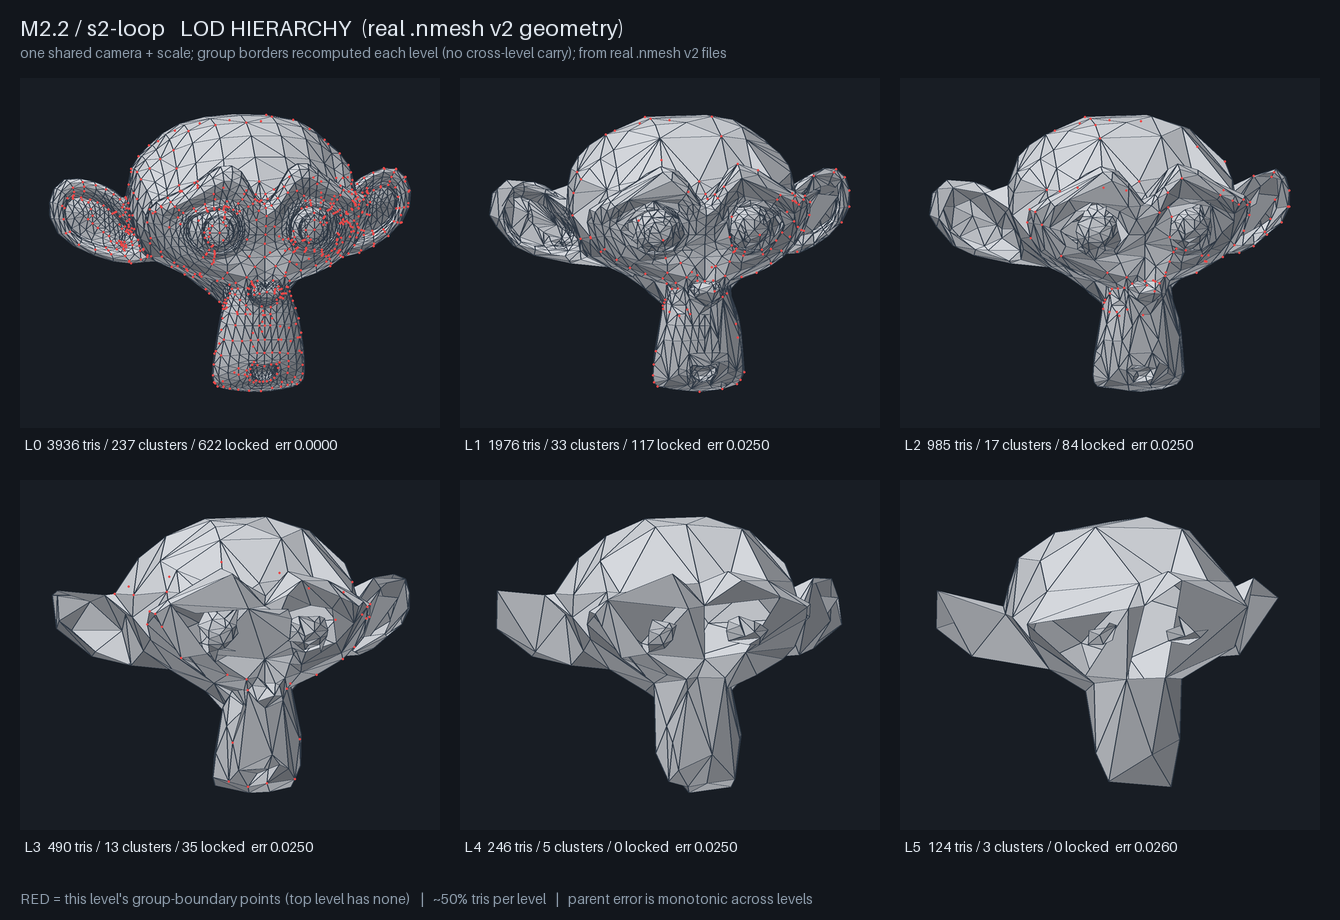 M2.2 / s2-loop LOD HIERARCHY (real .nmesh v2 geometry)
one shared camera + scale; group borders recomputed each level (no cross-level carry); from real .nmesh v2 files
L0 3936 tris / 237 clusters / 622 locked err 0.0000
L1 1976 tris / 33 clusters / 117 locked err 0.0250
L2 985 tris / 17 clusters / 84 locked err 0.0250
L3 490 tris / 13 clusters / 35 locked err 0.0250
L4 246 tris / 5 clusters / 0 locked err 0.0250
L5 124 tris / 3 clusters / 0 locked err 0.0260
RED = this level's group-boundary points (top level has none) | ~50% tris per level | parent error is monotonic across levels